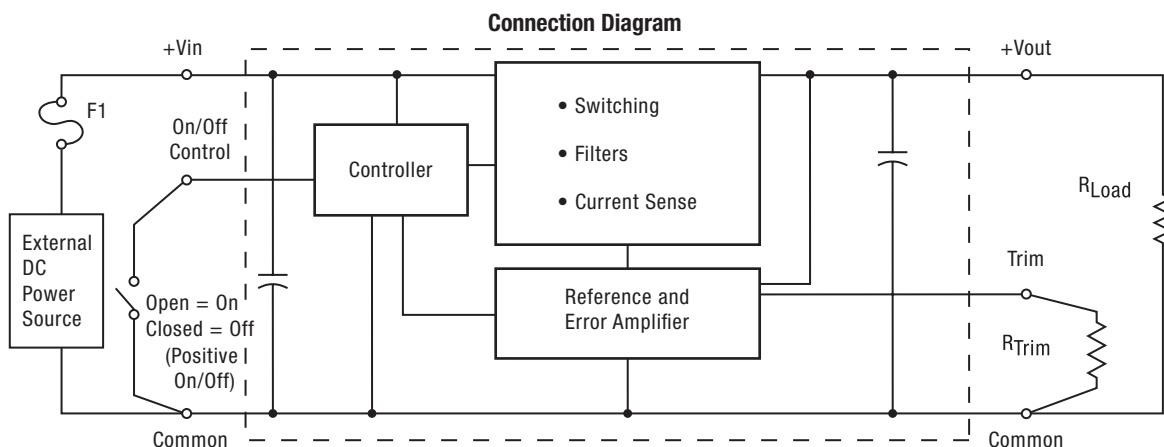 Connection Diagram
+Vin
+Vout
F1
On/Off
Control
Controller
• Switching
• Filters
• Current Sense
RLoad
External
DC
Power
Source
Open = On
Closed = Off
(Positive
On/Off)
Reference and
Error Amplifier
Trim
RTrim
Common
Common